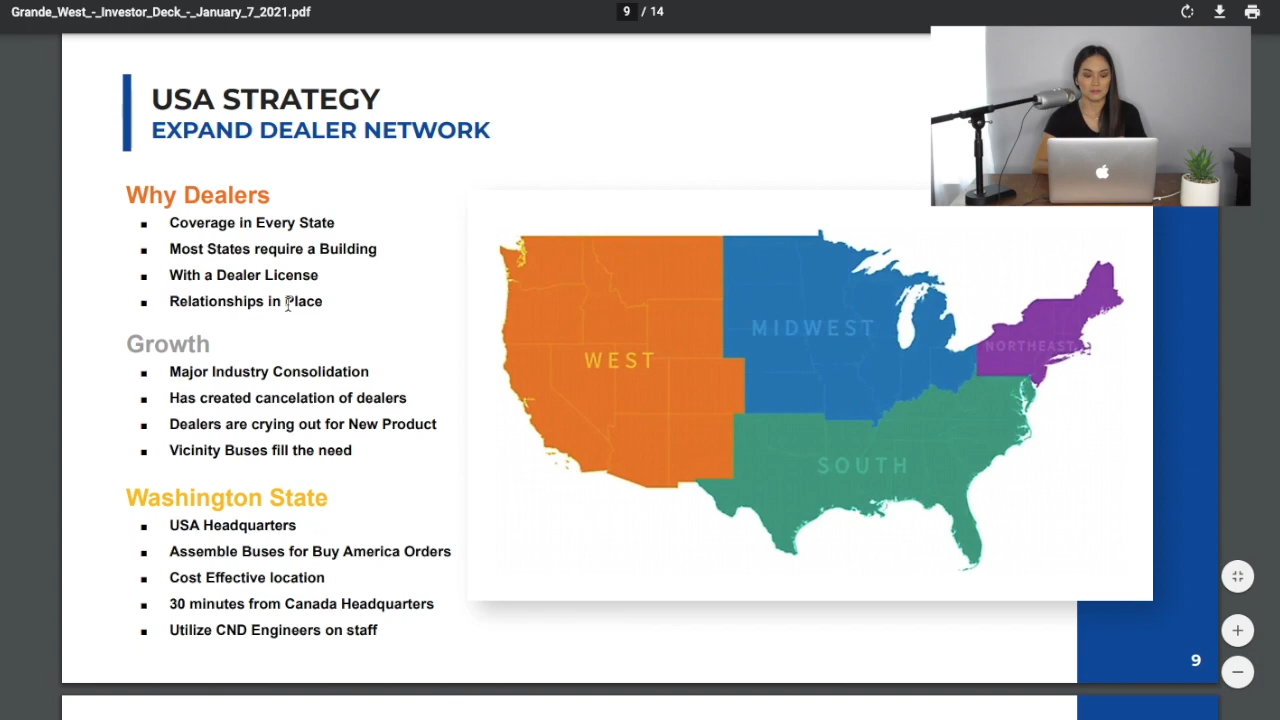 Grande_West_-_Investor_Deck_-_January_7_2021.pdf
9 / 14
USA STRATEGY
EXPAND DEALER NETWORK
Why Dealers
Coverage in Every State
Most States require a Building
With a Dealer License
Relationships in Place
Growth
Major Industry Consolidation
Has created cancelation of dealers
Dealers are crying out for New Product
Vicinity Buses fill the need
Washington State
USA Headquarters
Assemble Buses for Buy America Orders
Cost Effective location
30 minutes from Canada Headquarters
Utilize CND Engineers on staff
WEST
MIDWEST
NORTHEAST
SOUTH
9